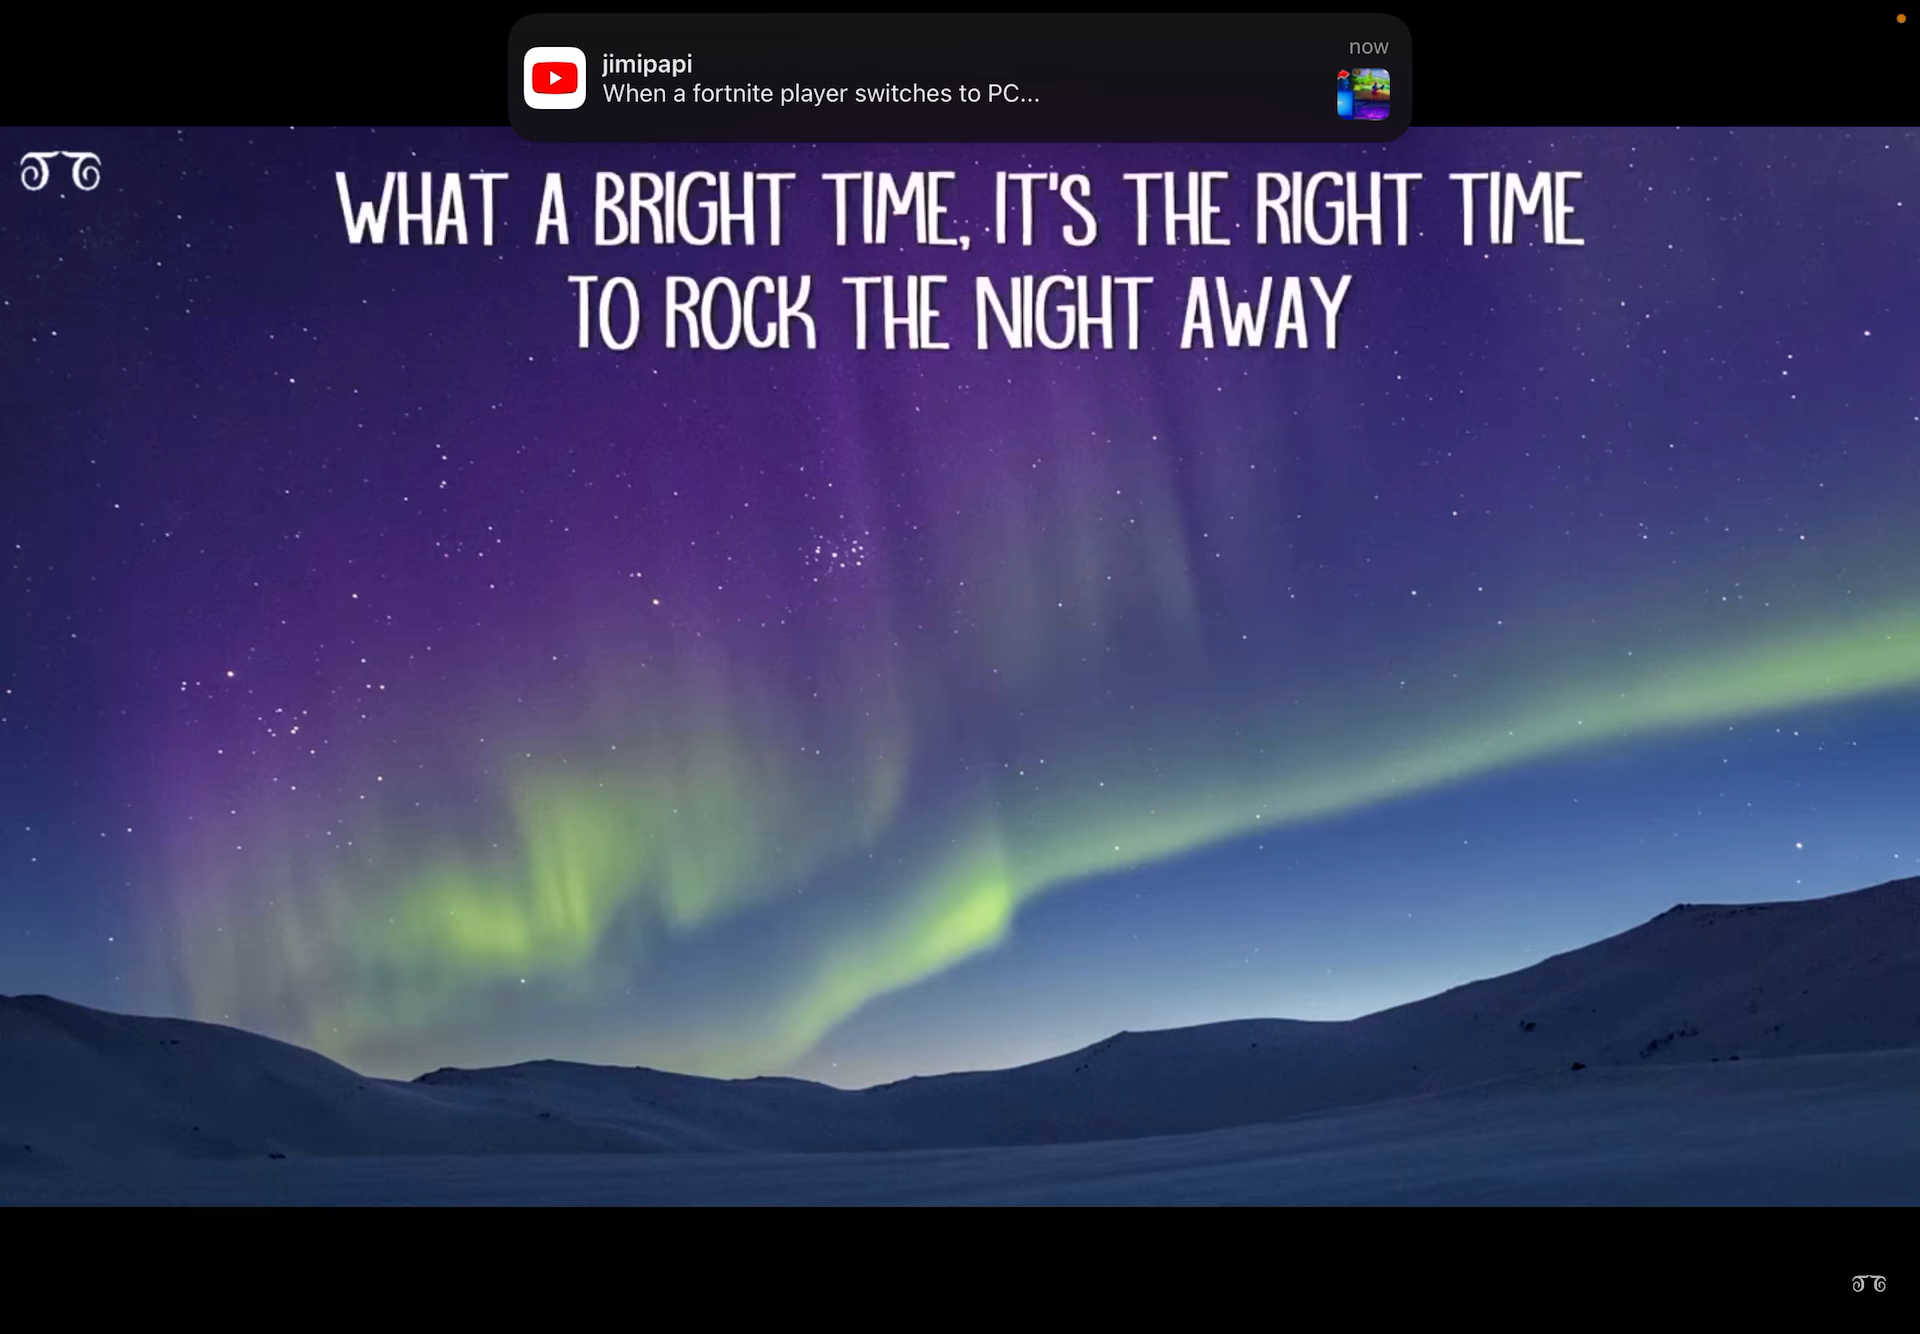 jimipapi
now
When a fortnite player switches to PC...
WHAT A BRIGHT TIME, IT'S THE RIGHT TIME
TO ROCK THE NIGHT AWAY